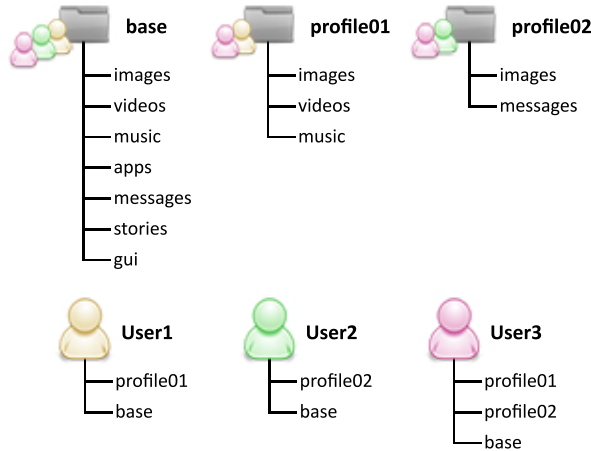 base
images
videos
music
apps
messages
stories
gui
profile01
images
videos
music
profile02
images
messages
User1
profile01
base
User2
profile02
base
User3
profile01
profile02
base